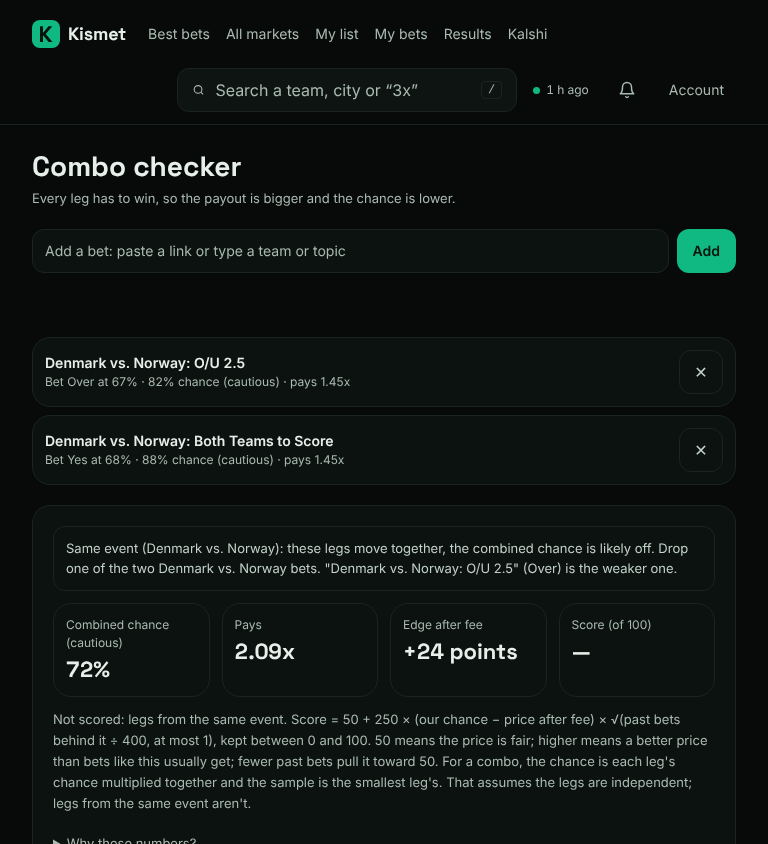 Kismet Best bets All markets My list My bets Results Kalshi
Search a team, city or “3x” / 1 h ago Account
Combo checker
Every leg has to win, so the payout is bigger and the chance is lower.
Add a bet: paste a link or type a team or topic Add
Denmark vs. Norway: O/U 2.5
Bet Over at 67% · 82% chance (cautious) · pays 1.45x
Denmark vs. Norway: Both Teams to Score
Bet Yes at 68% · 88% chance (cautious) · pays 1.45x
Same event (Denmark vs. Norway): these legs move together, the combined chance is likely off. Drop
one of the two Denmark vs. Norway bets. "Denmark vs. Norway: O/U 2.5" (Over) is the weaker one.
Combined chance
(cautious)
72%
Pays
2.09x
Edge after fee
+24 points
Score (of 100)
—
Not scored: legs from the same event. Score = 50 + 250 × (our chance − price after fee) × √(past bets
behind it ÷ 400, at most 1), kept between 0 and 100. 50 means the price is fair; higher means a better price
than bets like this usually get; fewer past bets pull it toward 50. For a combo, the chance is each leg's
chance multiplied together and the sample is the smallest leg's. That assumes the legs are independent;
legs from the same event aren't.
Why these numbers?